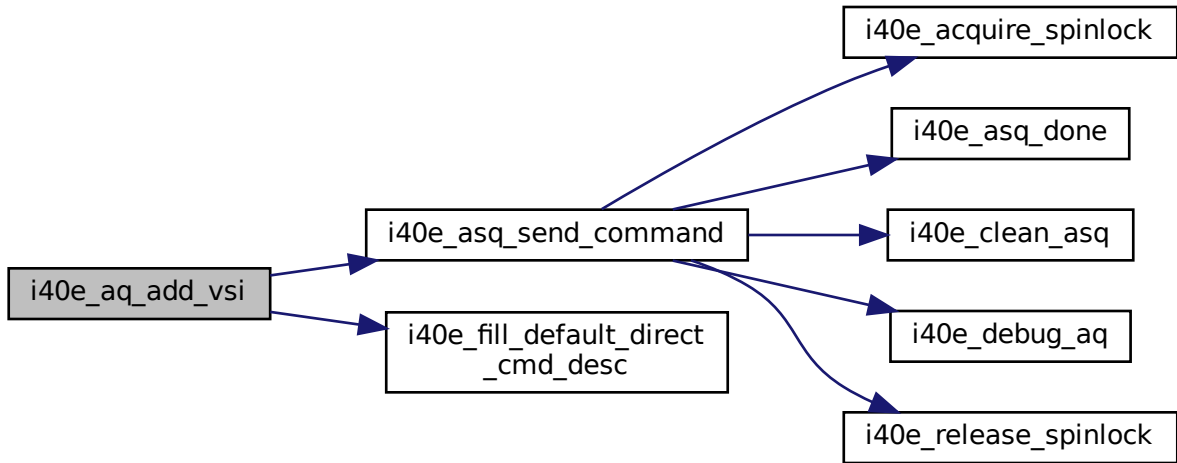 i40e_acquire_spinlock
i40e_asq_done
i40e_asq_send_command
i40e_clean_asq
i40e_aq_add_vsi
i40e_fill_default_direct
_cmd_desc
i40e_debug_aq
i40e_release_spinlock